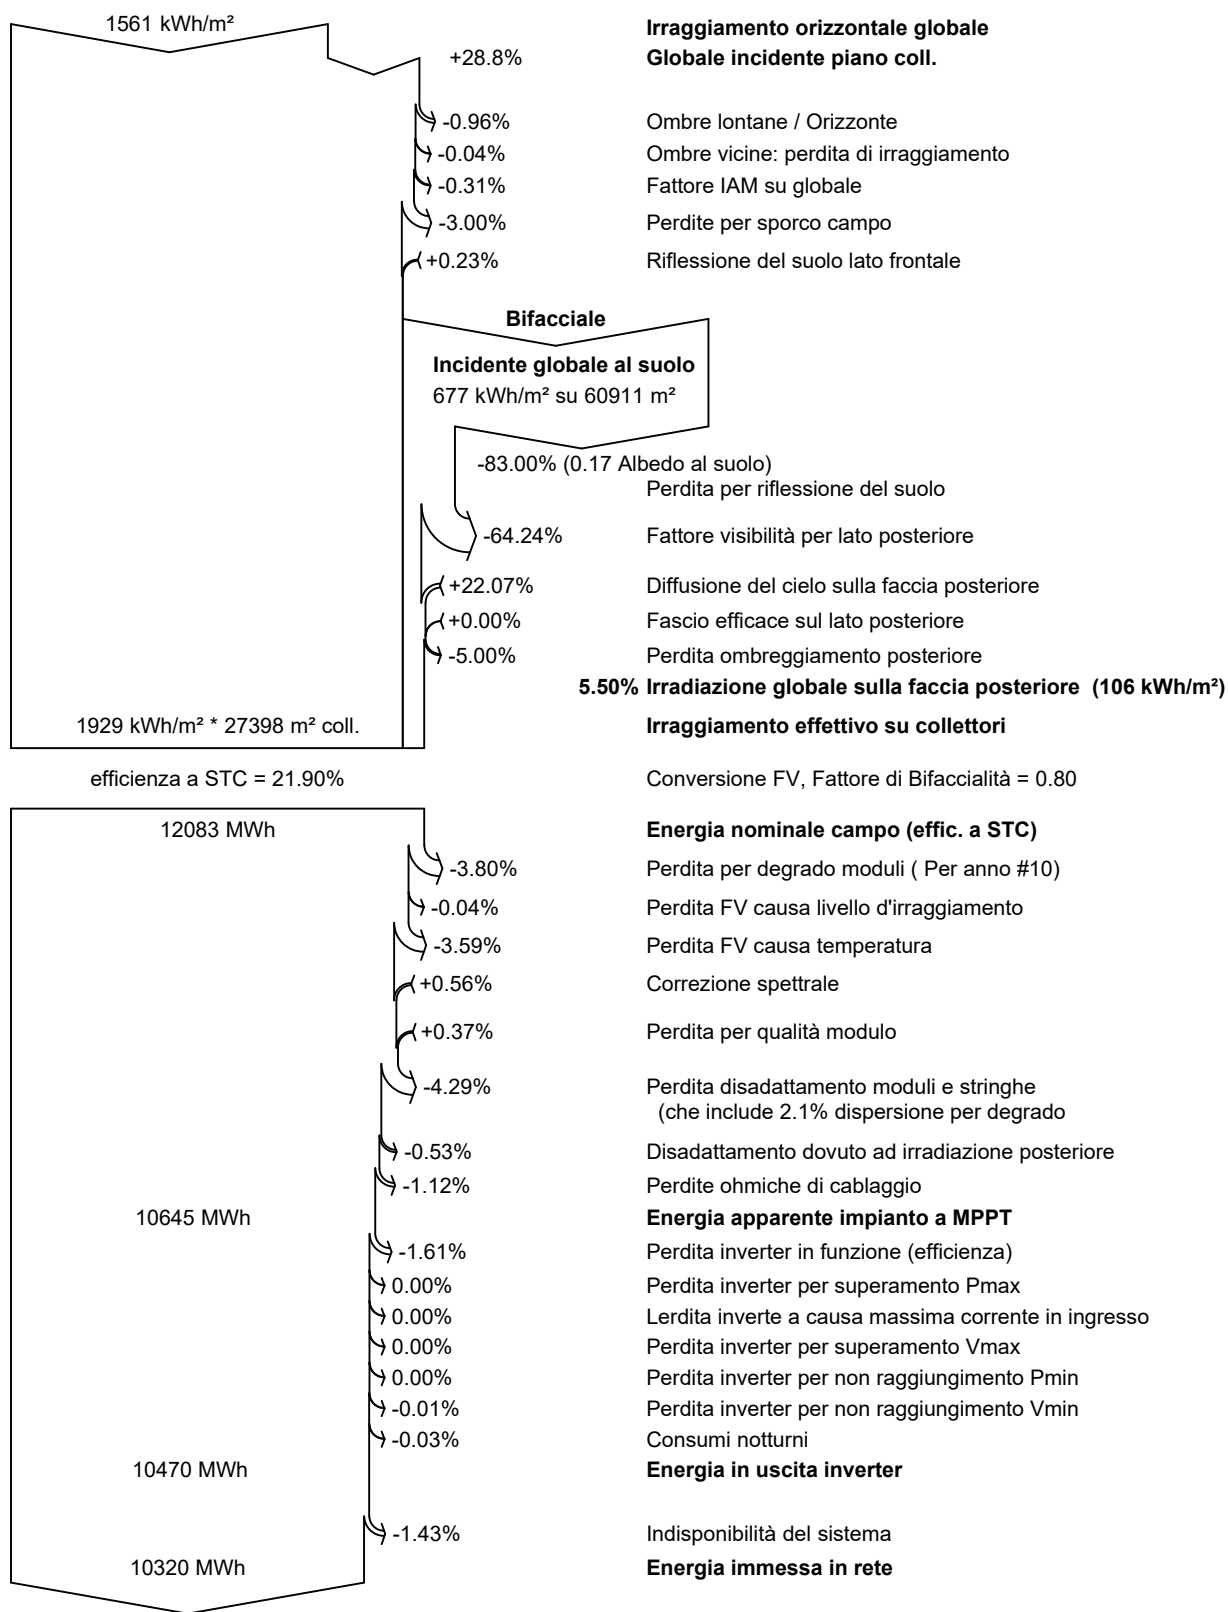 1561 kWh/m² Irraggiamento orizzontale globale
+28.8% Globale incidente piano coll.
-0.96% Ombre lontane / Orizzonte
-0.04% Ombre vicine: perdita di irraggiamento
-0.31% Fattore IAM su globale
-3.00% Perdite per sporco campo
+0.23% Riflessione del suolo lato frontale
Bifacciale
Incidente globale al suolo
677 kWh/m² su 60911 m²
-83.00% (0.17 Albedo al suolo)
Perdita per riflessione del suolo
-64.24% Fattore visibilità per lato posteriore
+22.07% Diffusione del cielo sulla faccia posteriore
+0.00% Fascio efficace sul lato posteriore
-5.00% Perdita ombreggiamento posteriore
5.50% Irradiazione globale sulla faccia posteriore (106 kWh/m²)
1929 kWh/m² * 27398 m² coll. Irraggiamento effettivo su collettori
efficienza a STC = 21.90% Conversione FV, Fattore di Bifaccialità = 0.80
12083 MWh Energia nominale campo (effic. a STC)
-3.80% Perdita per degrado moduli ( Per anno #10)
-0.04% Perdita FV causa livello d'irraggiamento
-3.59% Perdita FV causa temperatura
+0.56% Correzione spettrale
+0.37% Perdita per qualità modulo
-4.29% Perdita disadattamento moduli e stringhe
(che include 2.1% dispersione per degrado
-0.53% Disadattamento dovuto ad irradiazione posteriore
-1.12% Perdite ohmiche di cablaggio
10645 MWh Energia apparente impianto a MPPT
-1.61% Perdita inverter in funzione (efficienza)
0.00% Perdita inverter per superamento Pmax
0.00% Lerdita inverte a causa massima corrente in ingresso
0.00% Perdita inverter per superamento Vmax
0.00% Perdita inverter per non raggiungimento Pmin
-0.01% Perdita inverter per non raggiungimento Vmin
-0.03% Consumi notturni
10470 MWh Energia in uscita inverter
-1.43% Indisponibilità del sistema
10320 MWh Energia immessa in rete